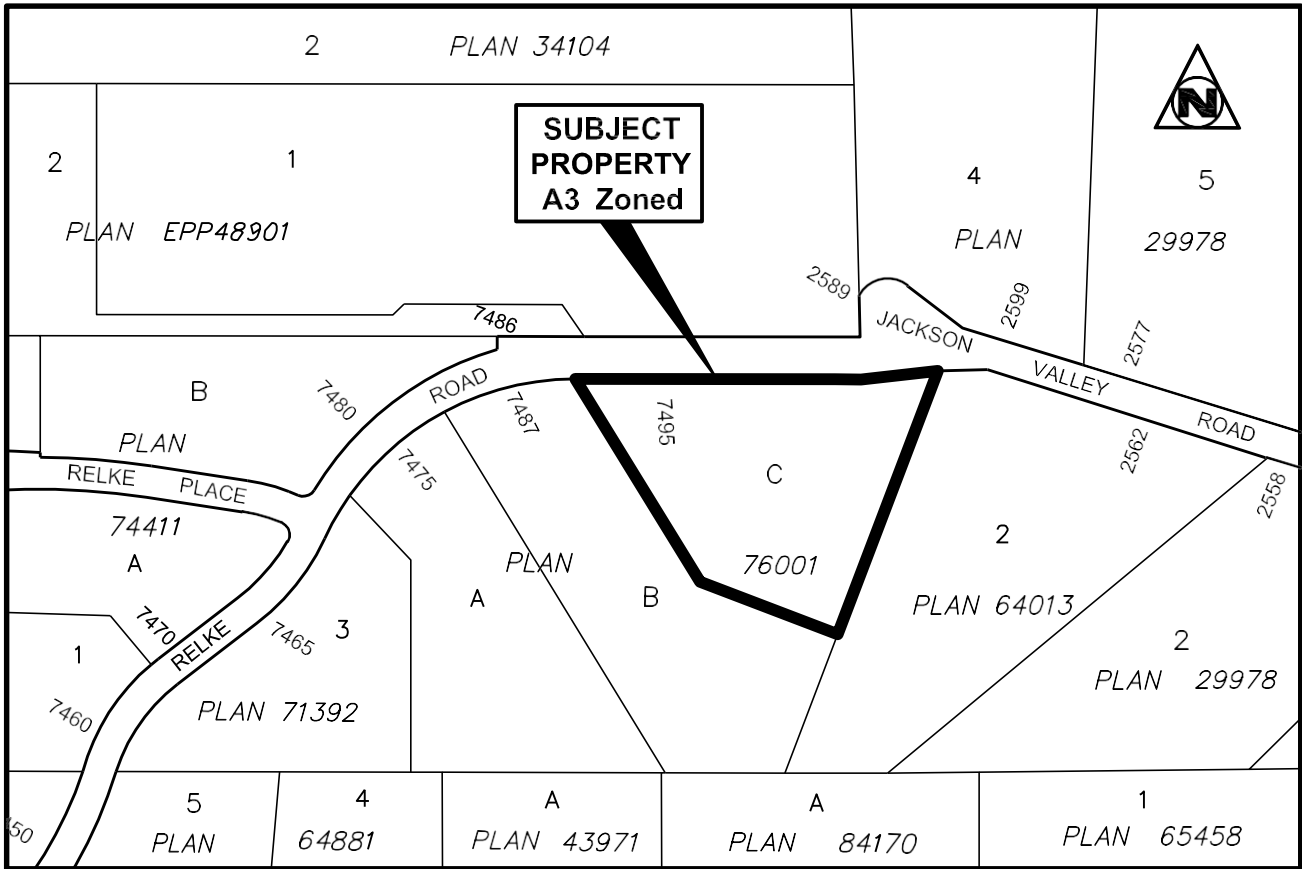 2 PLAN 34104
N
SUBJECT
PROPERTY
A3 Zoned
2
1
PLAN EPP48901
4
5
PLAN 29978
2589
2599
2577
7486
JACKSON VALLEY ROAD
B
7480
ROAD
7487
7495
PLAN
7475
C
2562
2558
RELKE PLACE
74411
A
PLAN
76001
2
A
B
PLAN 64013
7470
RELKE
7465
3
1
2
PLAN 29978
7460
PLAN 71392
5
4
A
A
1
50
PLAN 64881
PLAN 43971
PLAN 84170
PLAN 65458